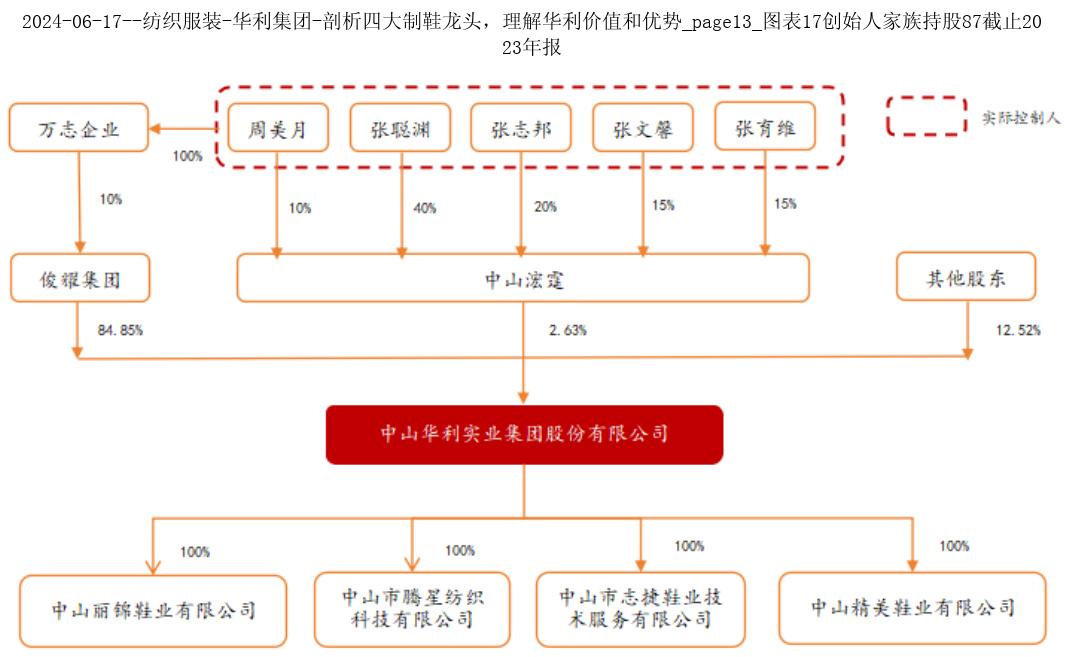 2024-06-17--纺织服装-华利集团-剖析四大制鞋龙头，理解华利价值和优势_page13_图表17创始人家族持股87截止20
23年报
万志企业
周美月
张聪渊
张志邦
张文馨
张育维
实际控制人
100%
10%
10%
40%
20%
15%
15%
俊耀集团
中山浤霆
其他股东
84.85%
2.63%
12.52%
中山华利实业集团股份有限公司
100%
100%
100%
100%
中山丽锦鞋业有限公司
中山市腾星纺织
科技有限公司
中山市志捷鞋业技
术服务有限公司
中山精美鞋业有限公司